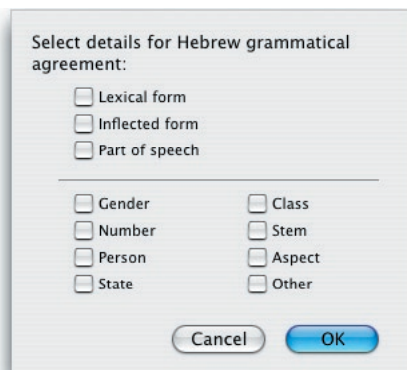 Select details for Hebrew grammatical
agreement:
Lexical form
Inflected form
Part of speech
Gender
Number
Person
State
Class
Stem
Aspect
Other
Cancel
OK